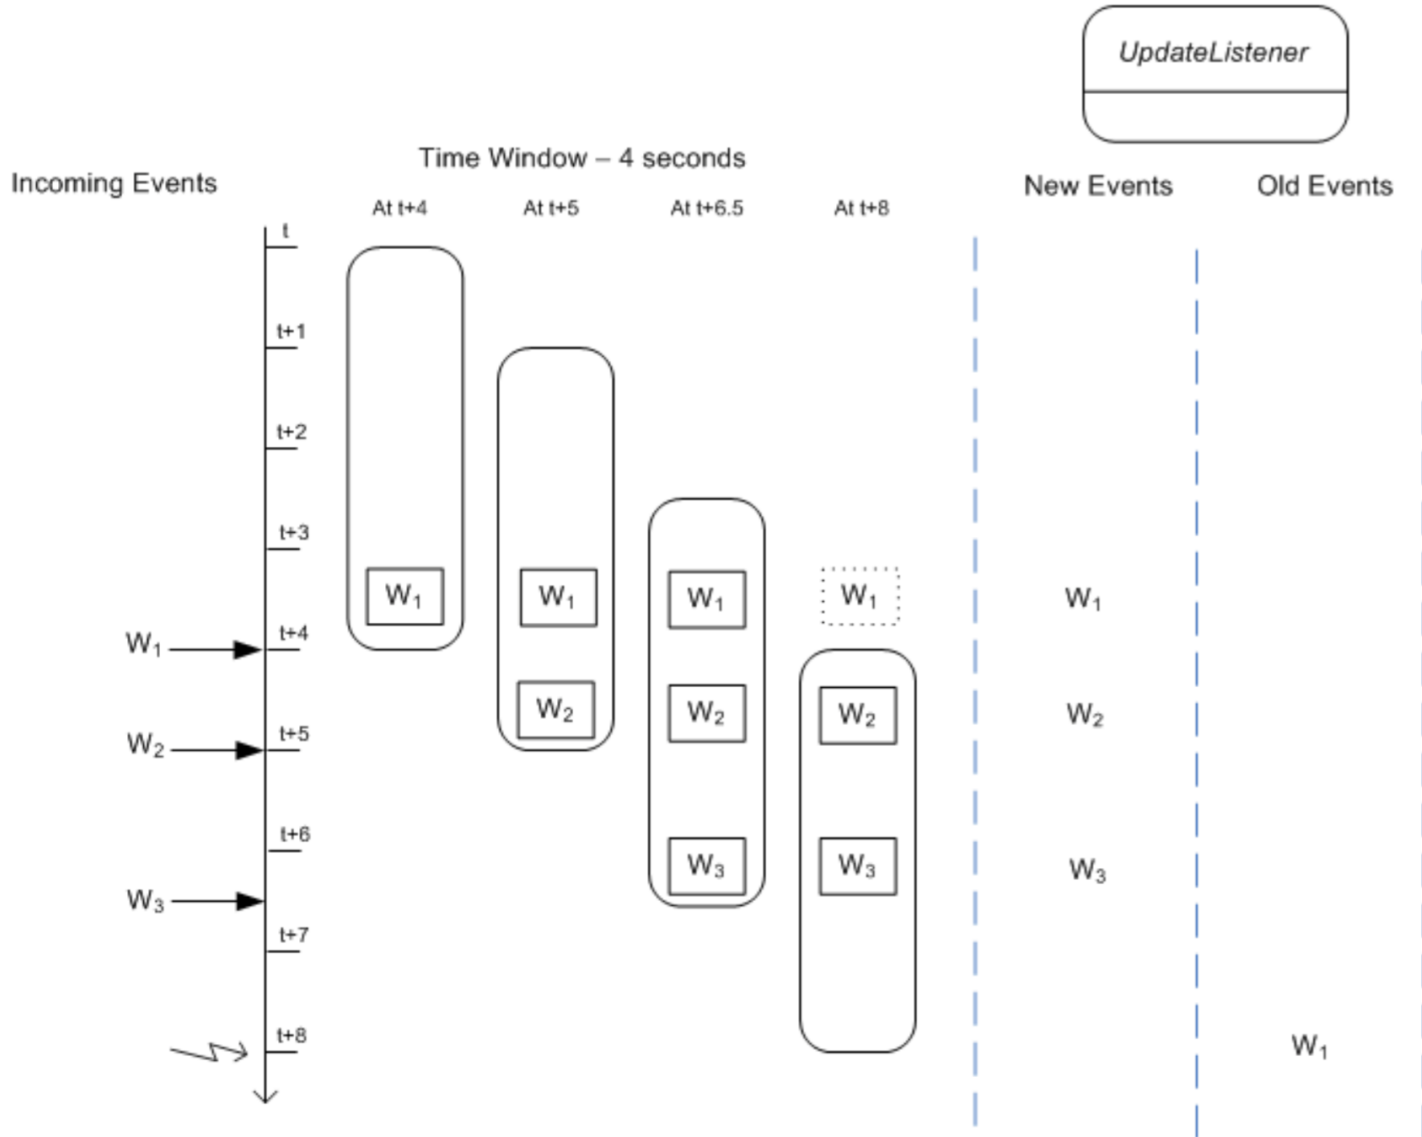 UpdateListener
Time Window – 4 seconds
Incoming Events
New Events
Old Events
At t+4
At t+5
At t+6.5
At t+8
t
t+1
t+2
t+3
W₁
W₁
W₁
W₁
W₁
t+4
W₁
W₂
W₂
W₂
W₂
t+5
W₂
t+6
W₃
W₃
W₃
W₃
t+7
t+8
W₁